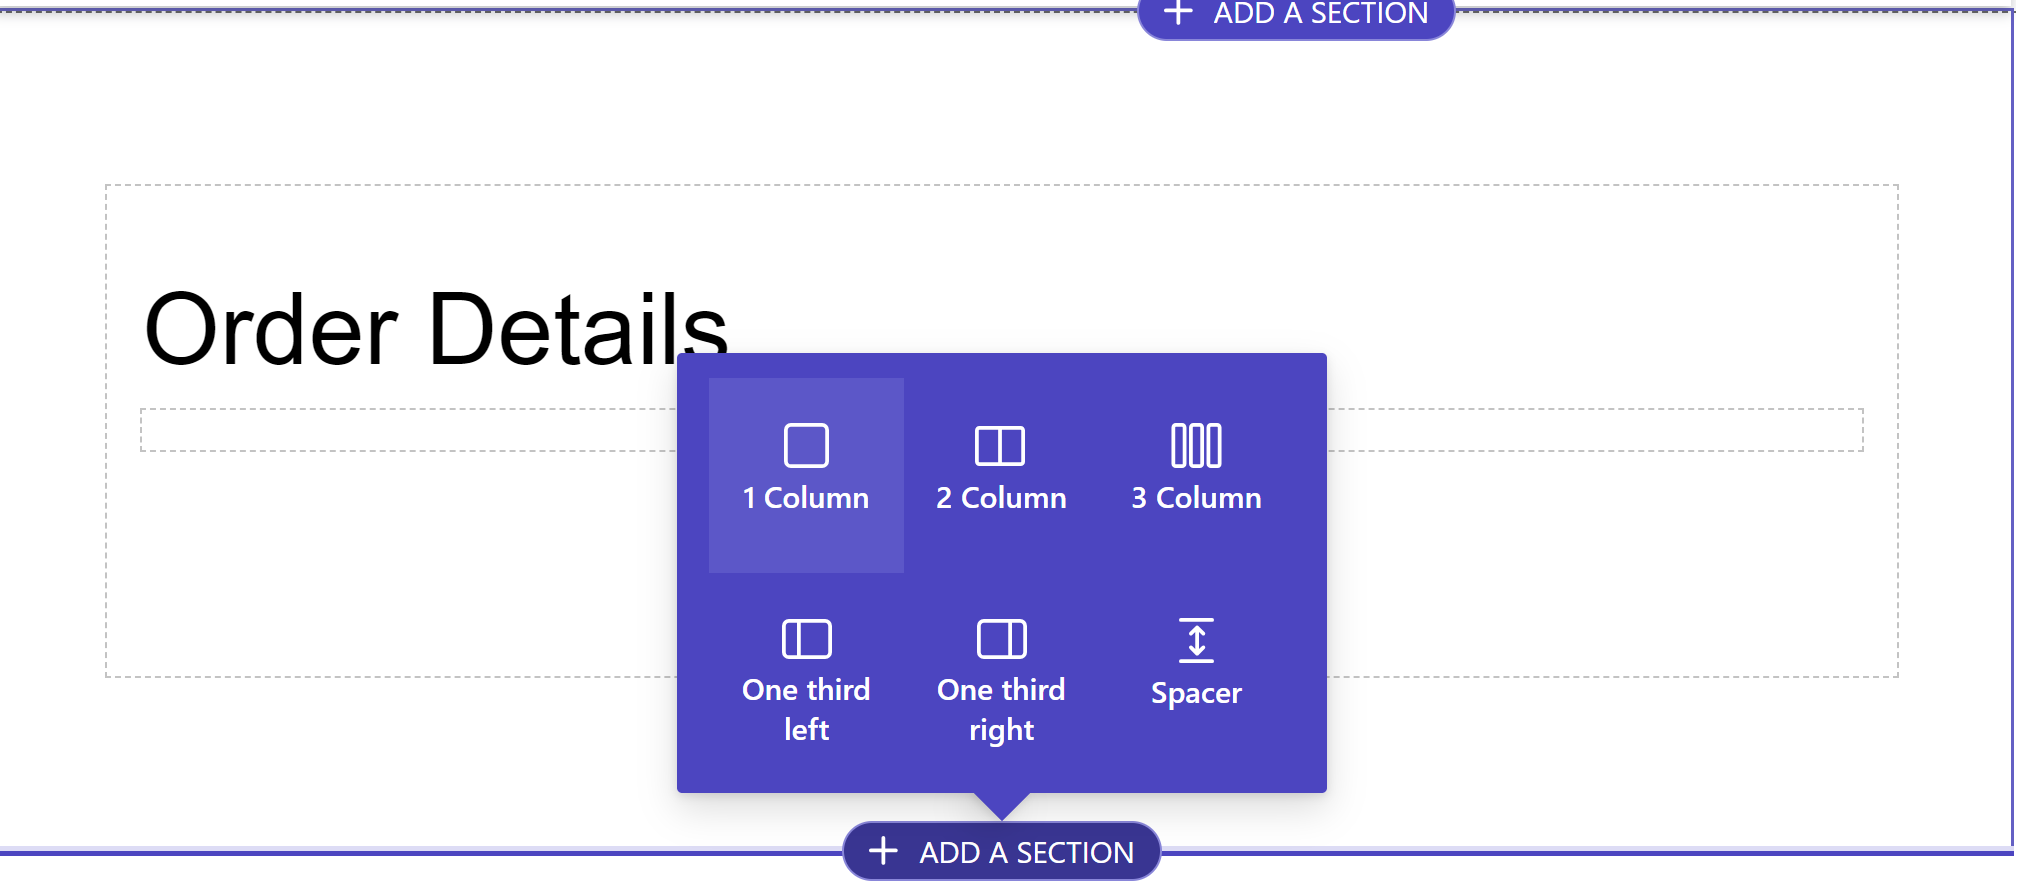 ADD A SECTION
Order Details
1 Column
2 Column
3 Column
One third
left
One third
right
Spacer
ADD A SECTION